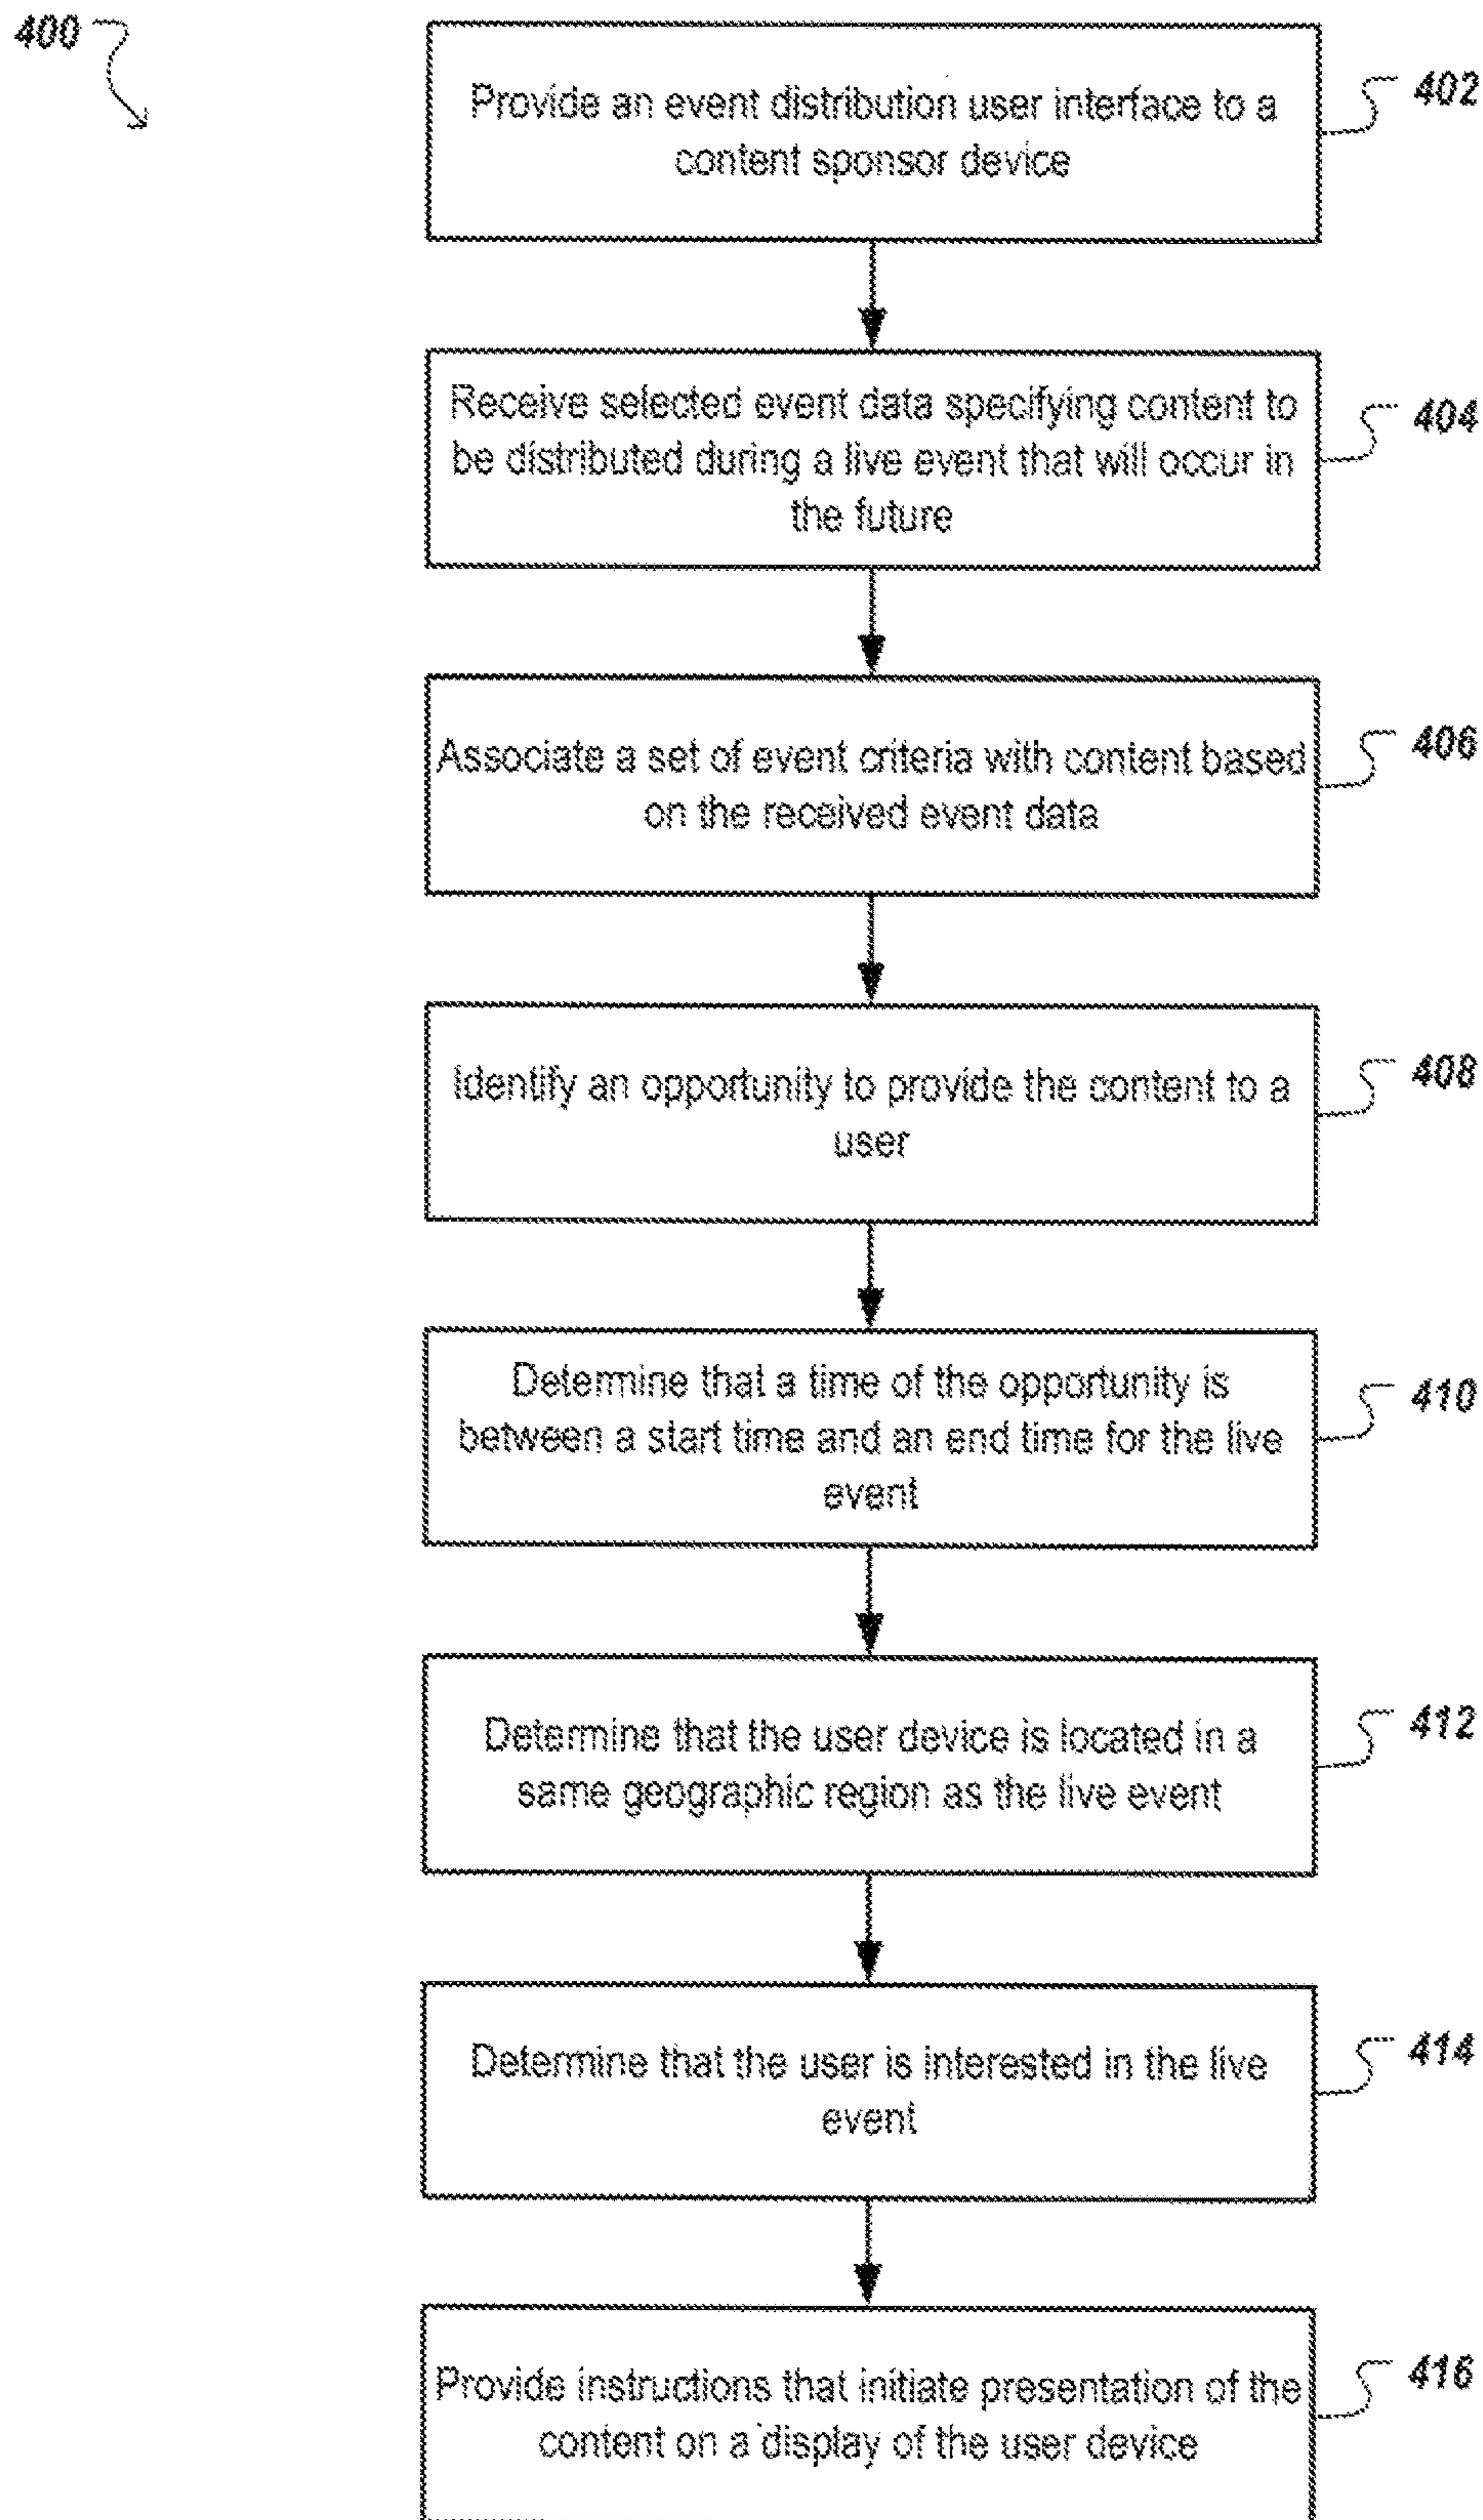 400
Provide an event distribution user interface to a
content sponsor device
402
Receive selected event data specifying content to
be distributed during a live event that will occur in
the future
404
Associate a set of event criteria with content based
on the received event data
406
Identify an opportunity to provide the content to a
user
408
Determine that a time of the opportunity is
between a start time and an end time for the live
event
410
Determine that the user device is located in a
same geographic region as the live event
412
Determine that the user is interested in the live
event
414
Provide instructions that initiate presentation of the
content on a display of the user device
416